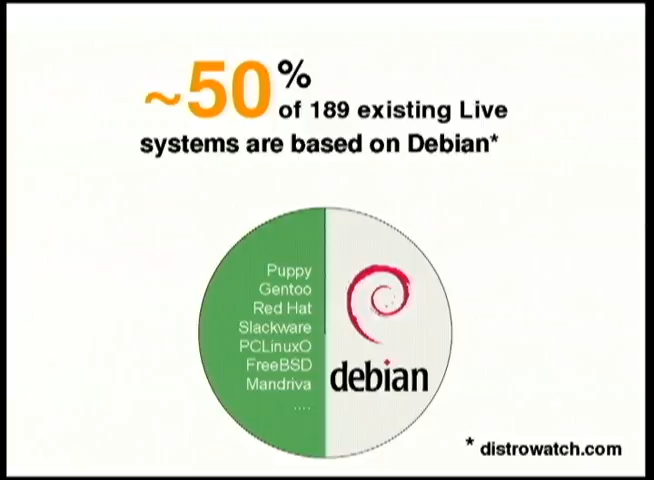 ~50%
of 189 existing Live
systems are based on Debian*
Puppy
Gentoo
Red Hat
Slackware
PCLinuxO
FreeBSD
Mandriva
....
debian
* distrowatch.com